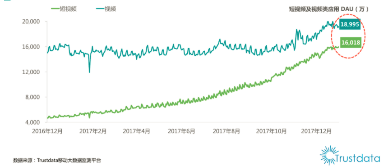 短视频 视频
短视频及视频类应用 DAU（万）
20,000
18,995
16,000
16,018
12,000
8,000
4,000
2016年12月 2017年2月 2017年4月 2017年6月 2017年8月 2017年10月 2017年12月
数据来源：Trustdata移动大数据监测平台
Trustdata